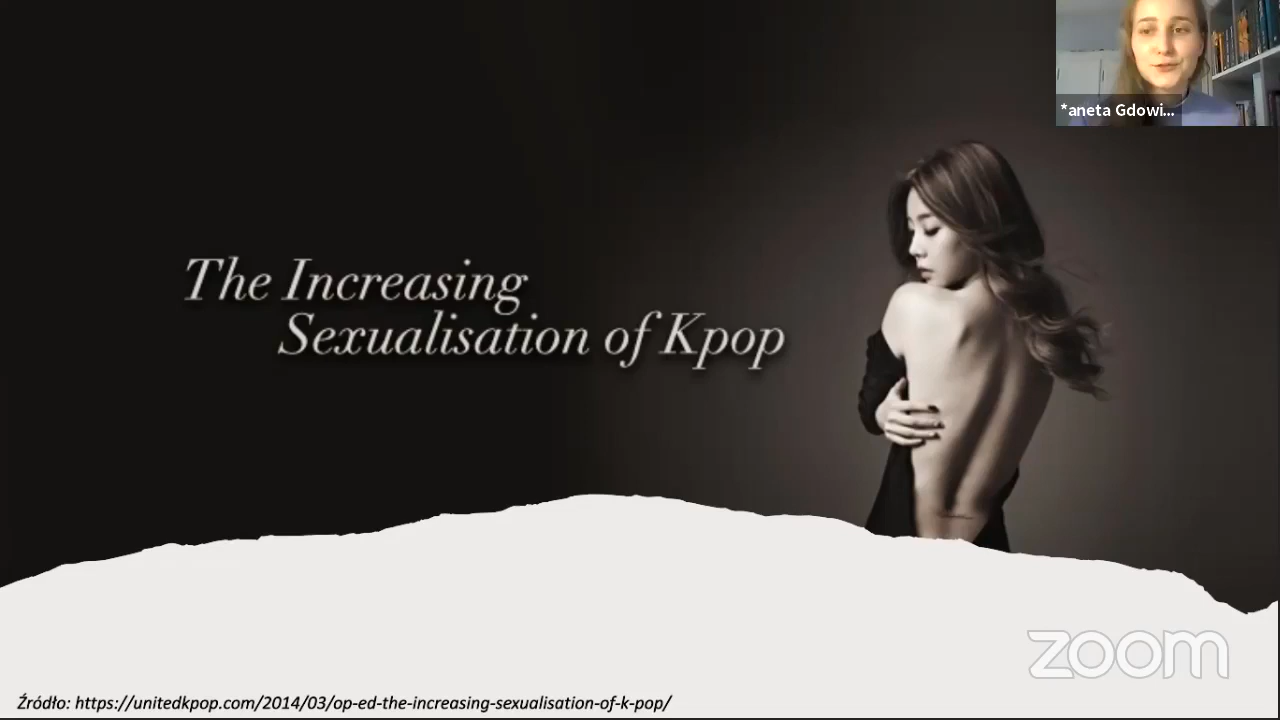 *aneta Gdowi...
The Increasing
Sexualisation of Kpop
zoom
Źródło: https://unitedkpop.com/2014/03/op-ed-the-increasing-sexualisation-of-k-pop/